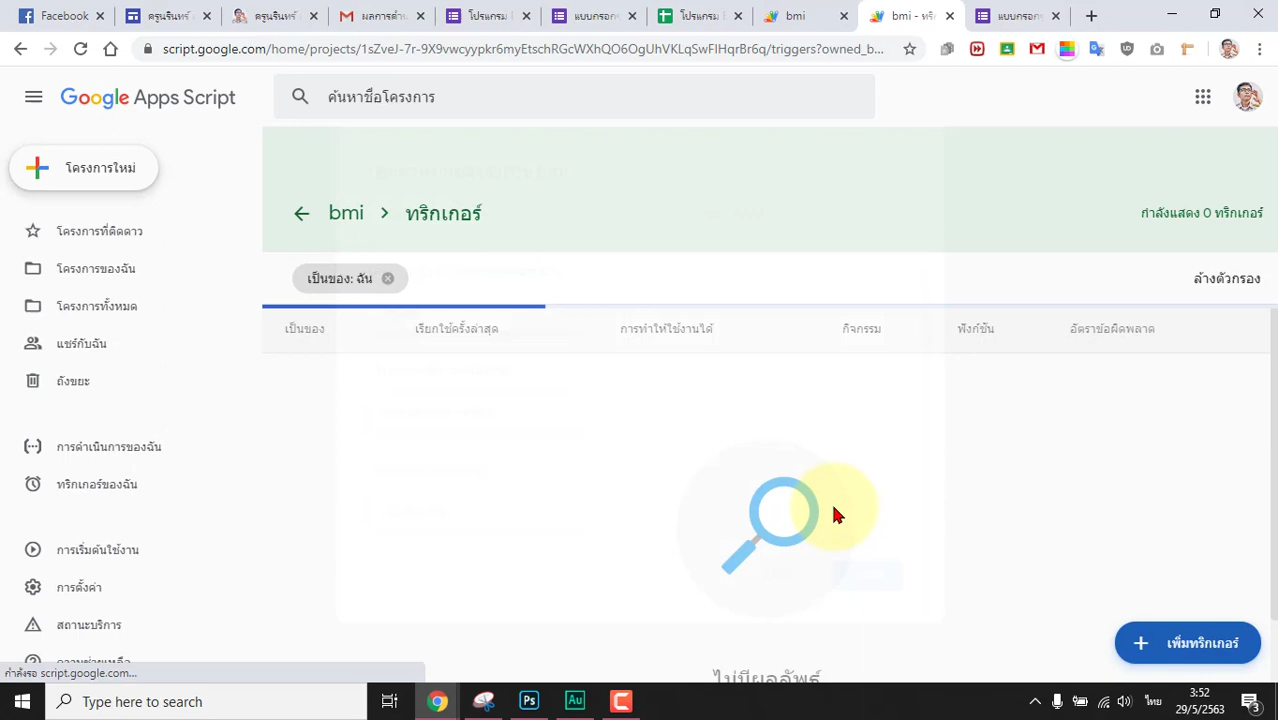 Facebook
ครูนรินทร์
ครูนรินทร์
ผลการดำเ
โปรแกรม
แบบกรอก
โปรแกรม
bmi
bmi - ทริก
แบบกรอก
script.google.com/home/projects/1sZveJ-7r-9X9vwcyypkr6myEtschRGcWXhQO6OgUhVKLqSwFIHqrBr6q/triggers?owned_b...
Google Apps Script
ค้นหาชื่อโครงการ
โครงการใหม่
bmi > ทริกเกอร์
กำลังแสดง 0 ทริกเกอร์
โครงการที่ติดดาว
โครงการของฉัน
โครงการทั้งหมด
แชร์กับฉัน
ถังขยะ
การดำเนินการของฉัน
ทริกเกอร์ของฉัน
การเริ่มต้นใช้งาน
การตั้งค่า
สถานะบริการ
ความช่วยเหลือ
เป็นของ: ฉัน
ล้างตัวกรอง
เป็นของ
เรียกใช้ครั้งล่าสุด
การทำให้ใช้งานได้
กิจกรรม
ฟังก์ชัน
อัตราข้อผิดพลาด
ไม่มีผลลัพธ์
เพิ่มทริกเกอร์
กำลังรอ script.google.com...
Type here to search
Ps
Au
ไทย
3:52
29/5/2563
3